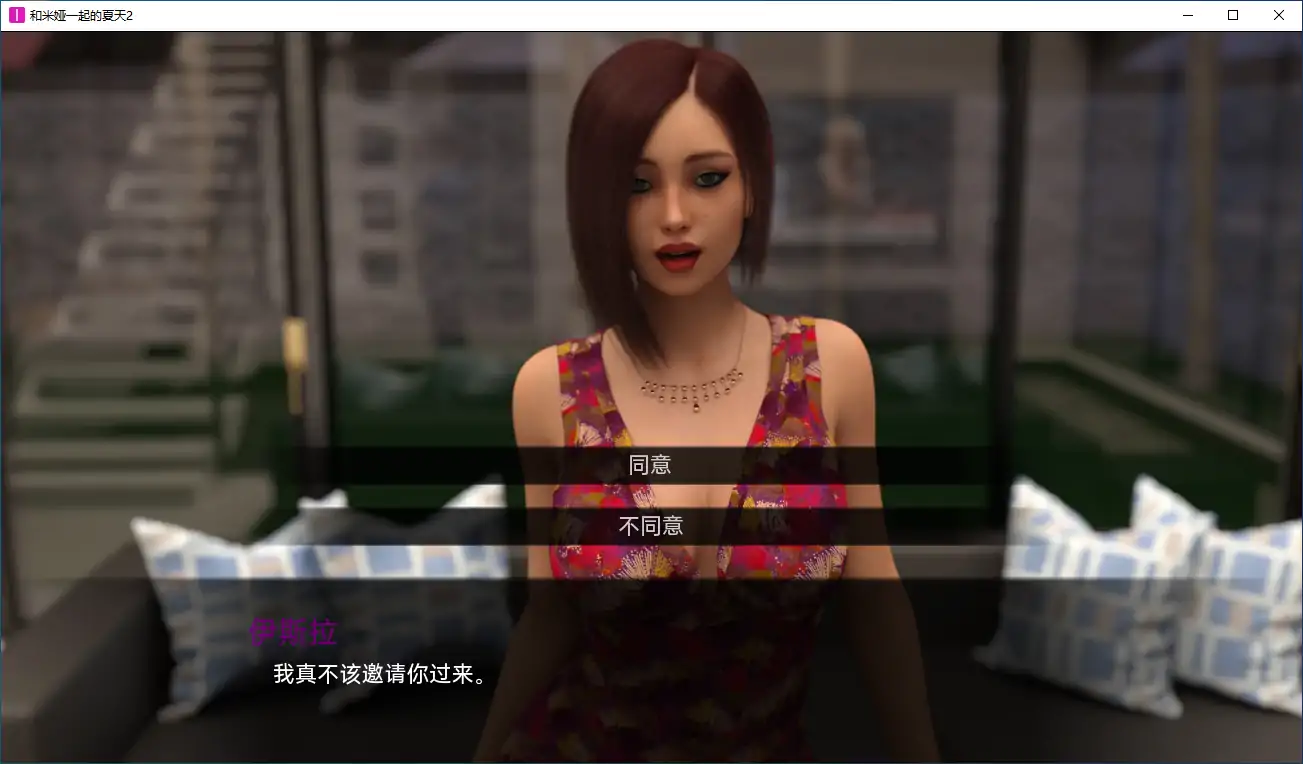 和米娅一起的夏天2
同意
不同意
伊斯拉
我真不该邀请你过来。